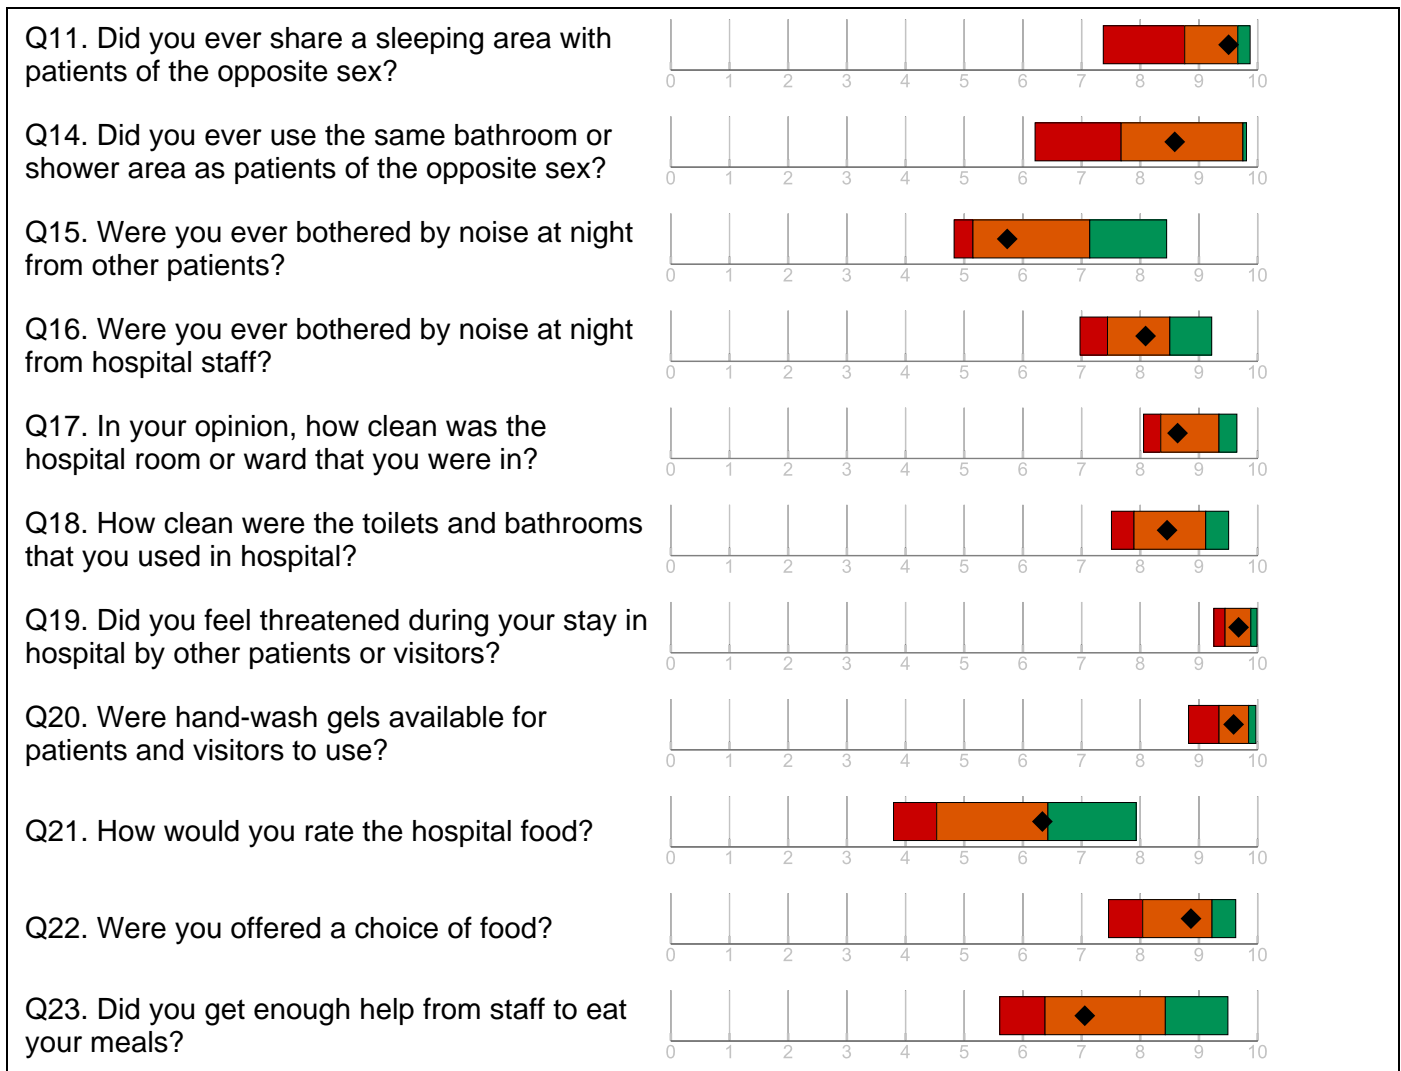 Q11. Did you ever share a sleeping area with
patients of the opposite sex?
0 1 2 3 4 5 6 7 8 9 10
Q14. Did you ever use the same bathroom or
shower area as patients of the opposite sex?
0 1 2 3 4 5 6 7 8 9 10
Q15. Were you ever bothered by noise at night
from other patients?
0 1 2 3 4 5 6 7 8 9 10
Q16. Were you ever bothered by noise at night
from hospital staff?
0 1 2 3 4 5 6 7 8 9 10
Q17. In your opinion, how clean was the
hospital room or ward that you were in?
0 1 2 3 4 5 6 7 8 9 10
Q18. How clean were the toilets and bathrooms
that you used in hospital?
0 1 2 3 4 5 6 7 8 9 10
Q19. Did you feel threatened during your stay in
hospital by other patients or visitors?
0 1 2 3 4 5 6 7 8 9 10
Q20. Were hand-wash gels available for
patients and visitors to use?
0 1 2 3 4 5 6 7 8 9 10
Q21. How would you rate the hospital food?
0 1 2 3 4 5 6 7 8 9 10
Q22. Were you offered a choice of food?
0 1 2 3 4 5 6 7 8 9 10
Q23. Did you get enough help from staff to eat
your meals?
0 1 2 3 4 5 6 7 8 9 10